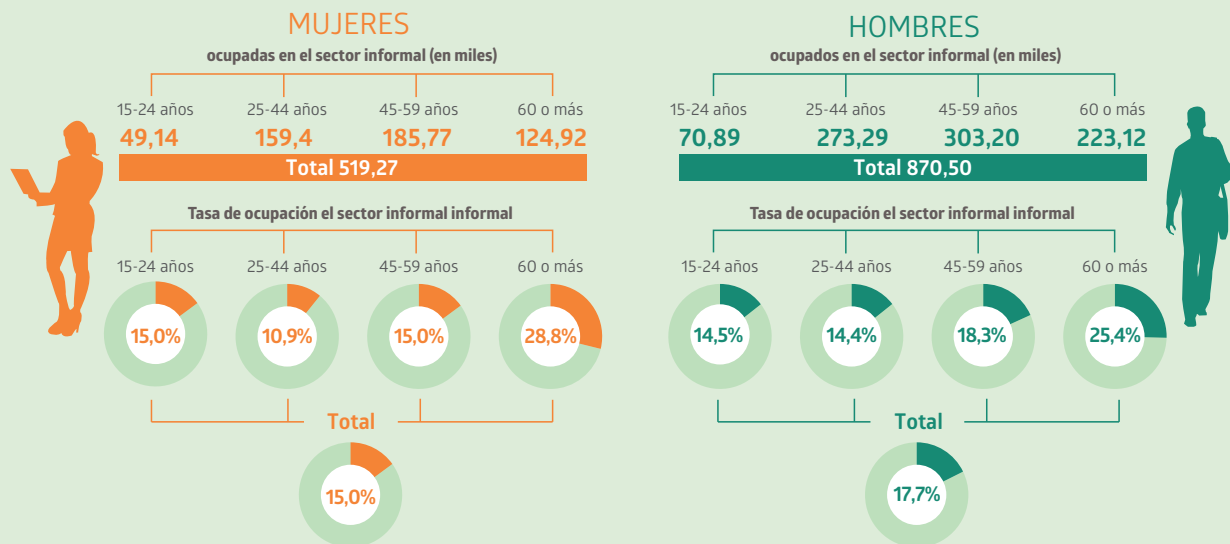 MUJERES
ocupadas en el sector informal (en miles)
15-24 años 25-44 años 45-59 años 60 o más
49,14 159,4 185,77 124,92
Total 519,27
Tasa de ocupación el sector informal informal
15-24 años 25-44 años 45-59 años 60 o más
15,0% 10,9% 15,0% 28,8%
Total
15,0%
HOMBRES
ocupados en el sector informal (en miles)
15-24 años 25-44 años 45-59 años 60 o más
70,89 273,29 303,20 223,12
Total 870,50
Tasa de ocupación el sector informal informal
15-24 años 25-44 años 45-59 años 60 o más
14,5% 14,4% 18,3% 25,4%
Total
17,7%